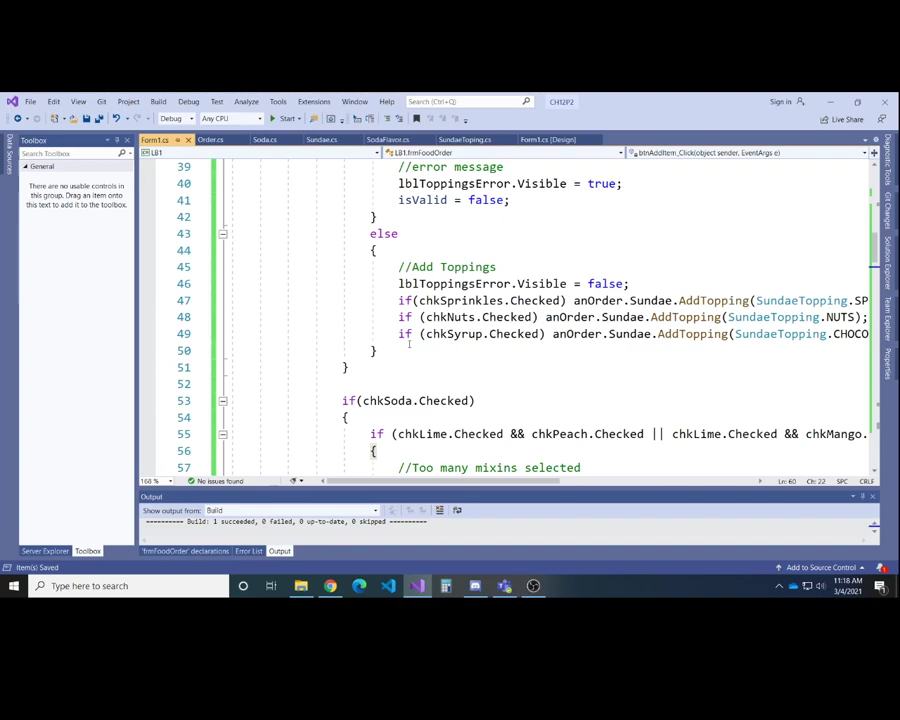 File Edit View Git Project Build Debug Test Analyze Tools Extensions Window Help Search (Ctrl+Q) CH12P2 Sign in
Debug Any CPU Start Live Share
Toolbox
Form1.cs Order.cs Soda.cs Sundae.cs SodaFlavor.cs SundaeToping.cs Form1.cs [Design]
Search Toolbox
LB1 LB1.frmFoodOrder btnAddItem_Click(object sender, EventArgs e)
General
There are no usable controls in
this group. Drag an item onto
this text to add it to the toolbox.
39 //error message
40 lblToppingsError.Visible = true;
41 isValid = false;
42 }
43 else
44 {
45 //Add Toppings
46 lblToppingsError.Visible = false;
47 if(chkSprinkles.Checked) anOrder.Sundae.AddTopping(SundaeTopping.SP
48 if (chkNuts.Checked) anOrder.Sundae.AddTopping(SundaeTopping.NUTS);
49 if (chkSyrup.Checked) anOrder.Sundae.AddTopping(SundaeTopping.CHOCO
50 }
51 }
52
53 if(chkSoda.Checked)
54 {
55 if (chkLime.Checked && chkPeach.Checked || chkLime.Checked && chkMango.
56 {
57 //Too many mixins selected
168 % No issues found Ln: 60 Ch: 22 SPC CRLF
Output
Show output from: Build
========== Build: 1 succeeded, 0 failed, 0 up-to-date, 0 skipped ==========
Server Explorer Toolbox 'frmFoodOrder' declarations Error List Output
Item(s) Saved Add to Source Control
Type here to search
11:18 AM
3/4/2021
Data Sources
Diagnostic Tools
Git Changes
Solution Explorer
Properties